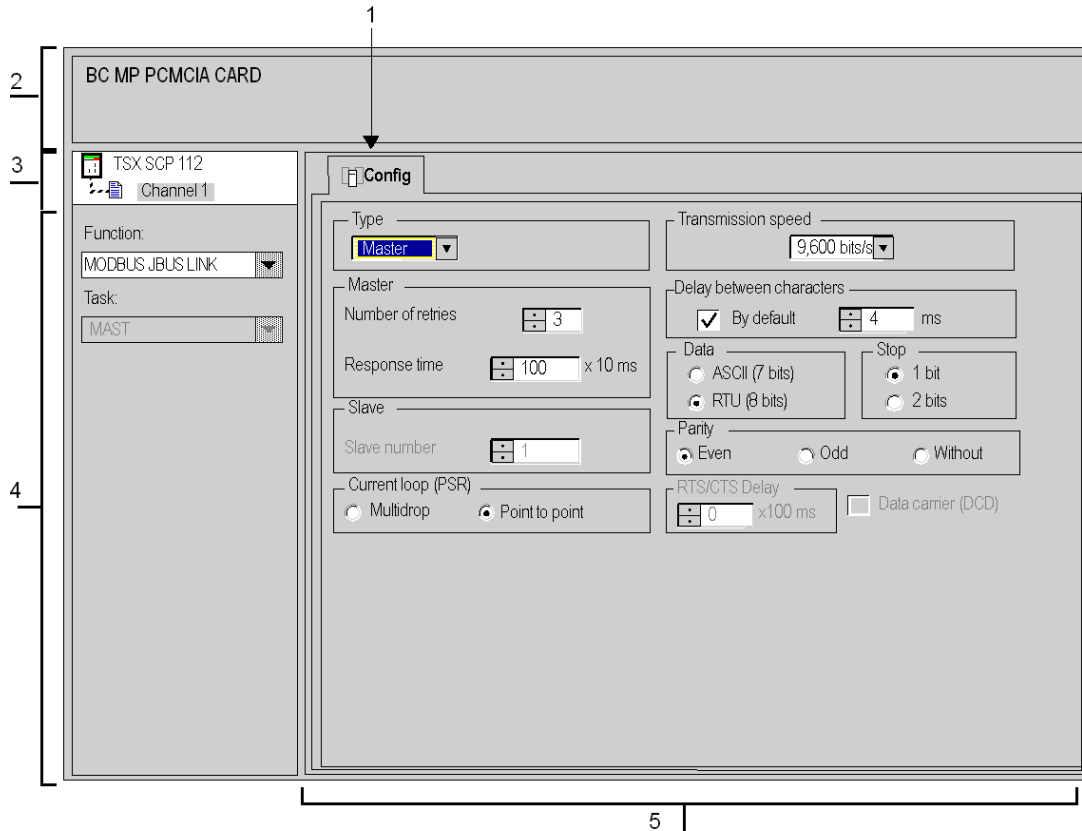 1
2
BC MP PCMCIA CARD
3
TSX SCP 112
Channel 1
Config
4
Function:
MODBUS JBUS LINK
Task:
MAST
Type
Master
Master
Number of retries
3
Response time
100 x 10 ms
Slave
Slave number
1
Current loop (PSR)
Multidrop Point to point
Transmission speed
9,600 bits/s
Delay between characters
By default 4 ms
Data
ASCII (7 bits)
RTU (8 bits)
Stop
1 bit
2 bits
Parity
Even Odd Without
RTS/CTS Delay
0 x100 ms
Data carrier (DCD)
5